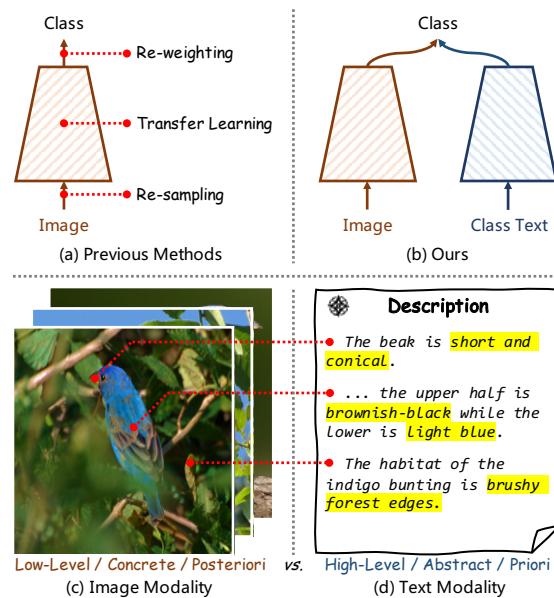 Class
Re-weighting
Transfer Learning
Re-sampling
Image
(a) Previous Methods
Class
Image
Class Text
(b) Ours
Low-Level / Concrete / Posteriori
(c) Image Modality
vs.
Description
The beak is short and
conical.
... the upper half is
brownish-black while the
lower is light blue.
The habitat of the
indigo bunting is brushy
forest edges.
High-Level / Abstract / Priori
(d) Text Modality